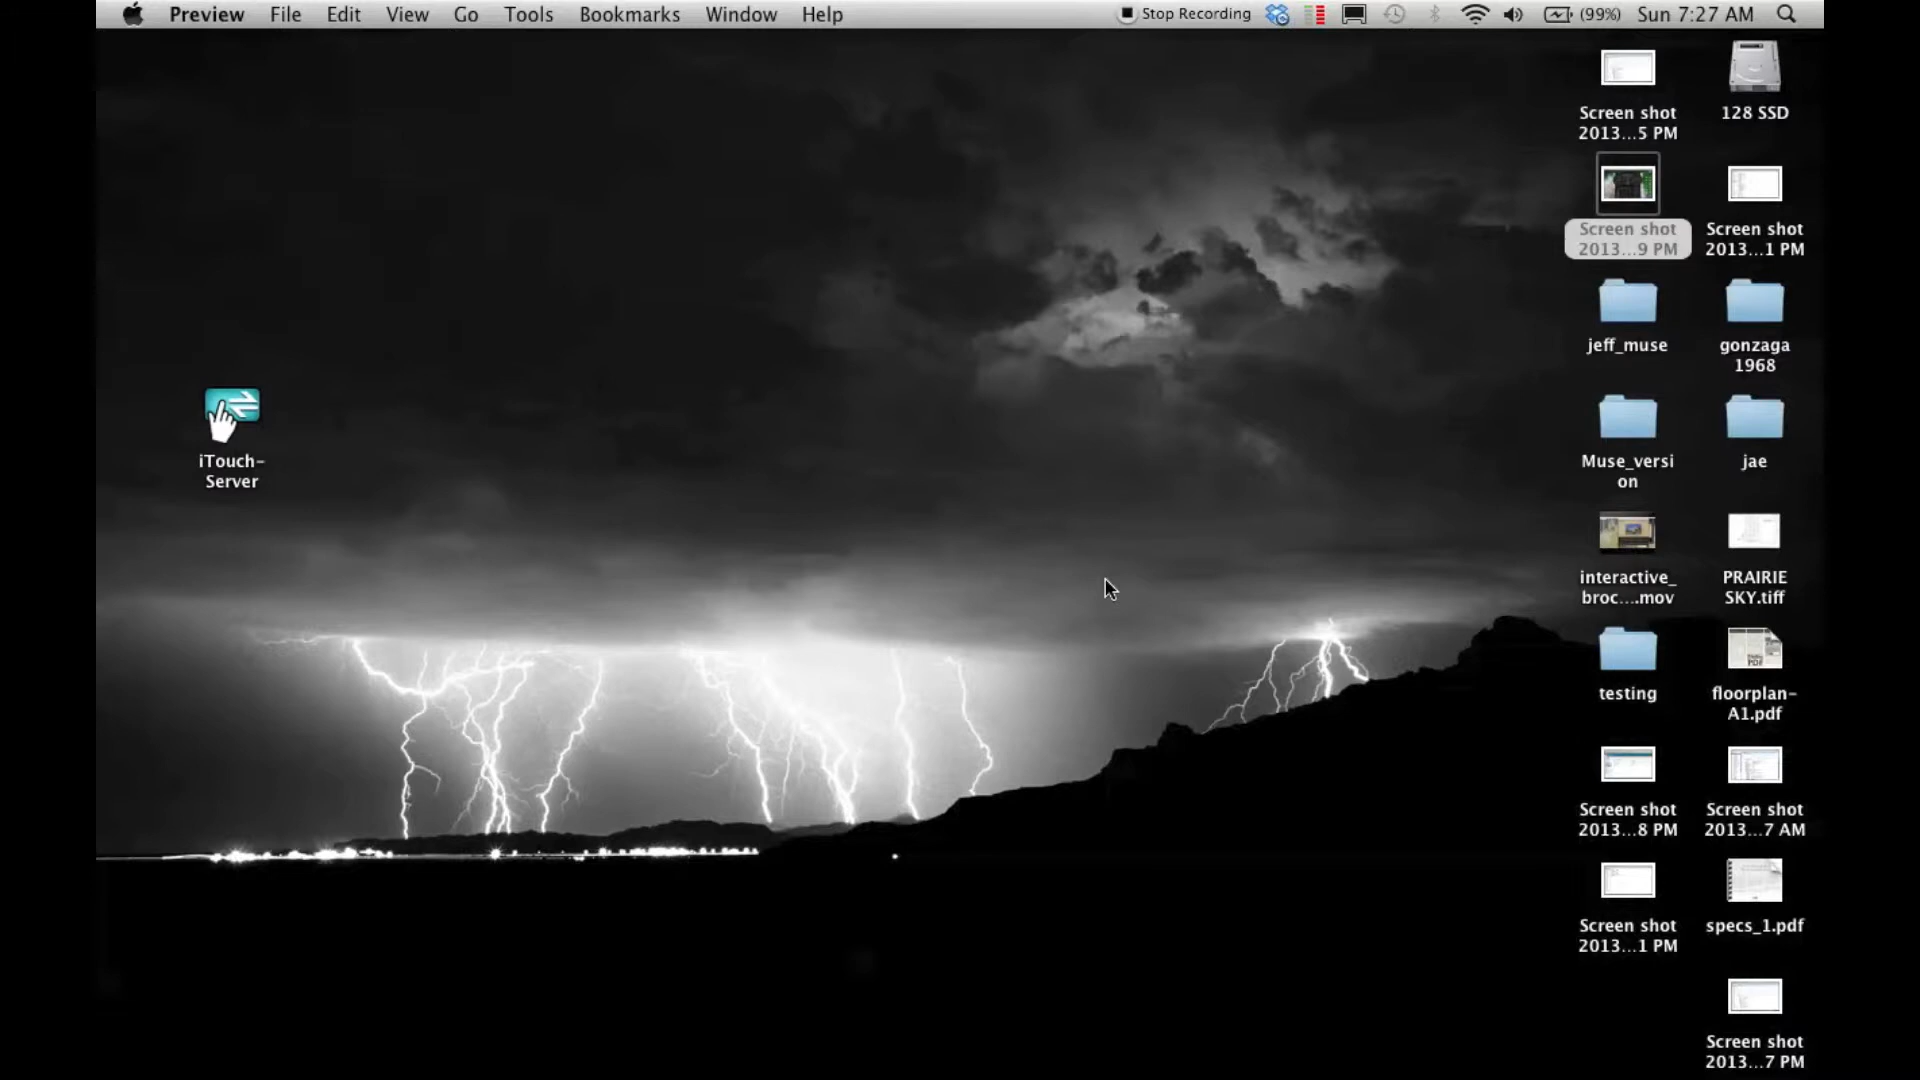 Preview File Edit View Go Tools Bookmarks Window Help Stop Recording (99%) Sun 7:27 AM
Screen shot
2013...5 PM
128 SSD
Screen shot
2013...9 PM
Screen shot
2013...1 PM
jeff_muse
gonzaga
1968
iTouch-
Server
Muse_versi
on
jae
interactive_
broc....mov
PRAIRIE
SKY.tiff
testing
floorplan-
A1.pdf
Screen shot
2013...8 PM
Screen shot
2013...7 AM
Screen shot
2013...1 PM
specs_1.pdf
Screen shot
2013...7 PM